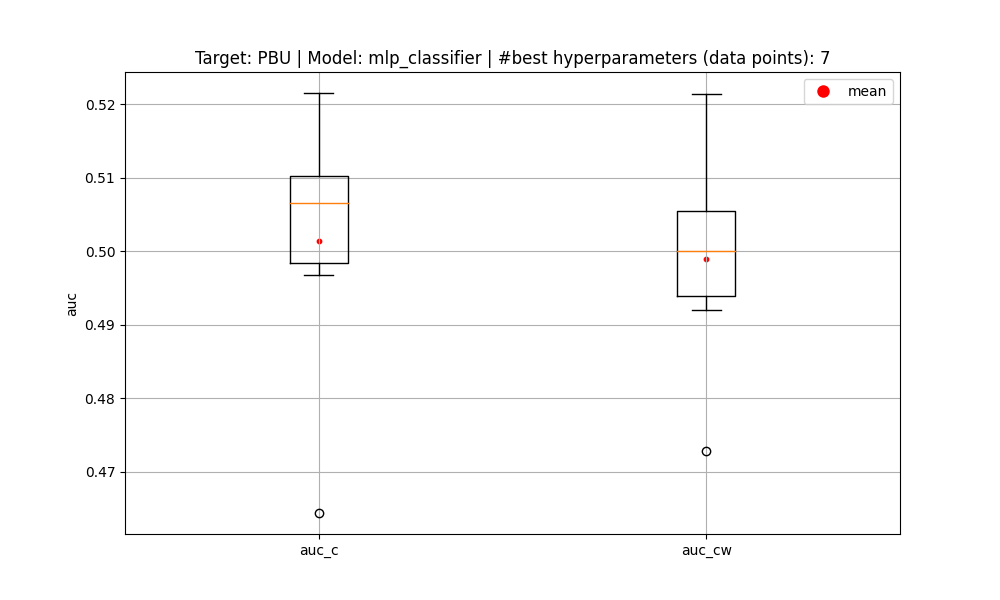 Target: PBU | Model: mlp_classifier | #best hyperparameters (data points): 7
mean
0.52
0.51
0.50
0.49
0.48
0.47
auc
auc_c
auc_cw